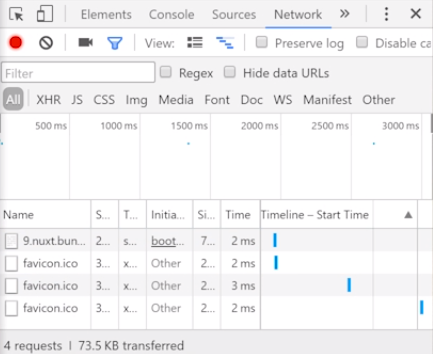 Elements Console Sources Network »
View: Preserve log Disable ca
Filter Regex Hide data URLs
All XHR JS CSS Img Media Font Doc WS Manifest Other
500 ms 1000 ms 1500 ms 2000 ms 2500 ms 3000 ms
Name S... T... Initia... Si... Time Timeline – Start Time
9.nuxt.bun... 2... s... boot... 7... 2 ms
favicon.ico 3... x... Other 2... 2 ms
favicon.ico 3... x... Other 2... 3 ms
favicon.ico 3... x... Other 2... 2 ms
4 requests | 73.5 KB transferred